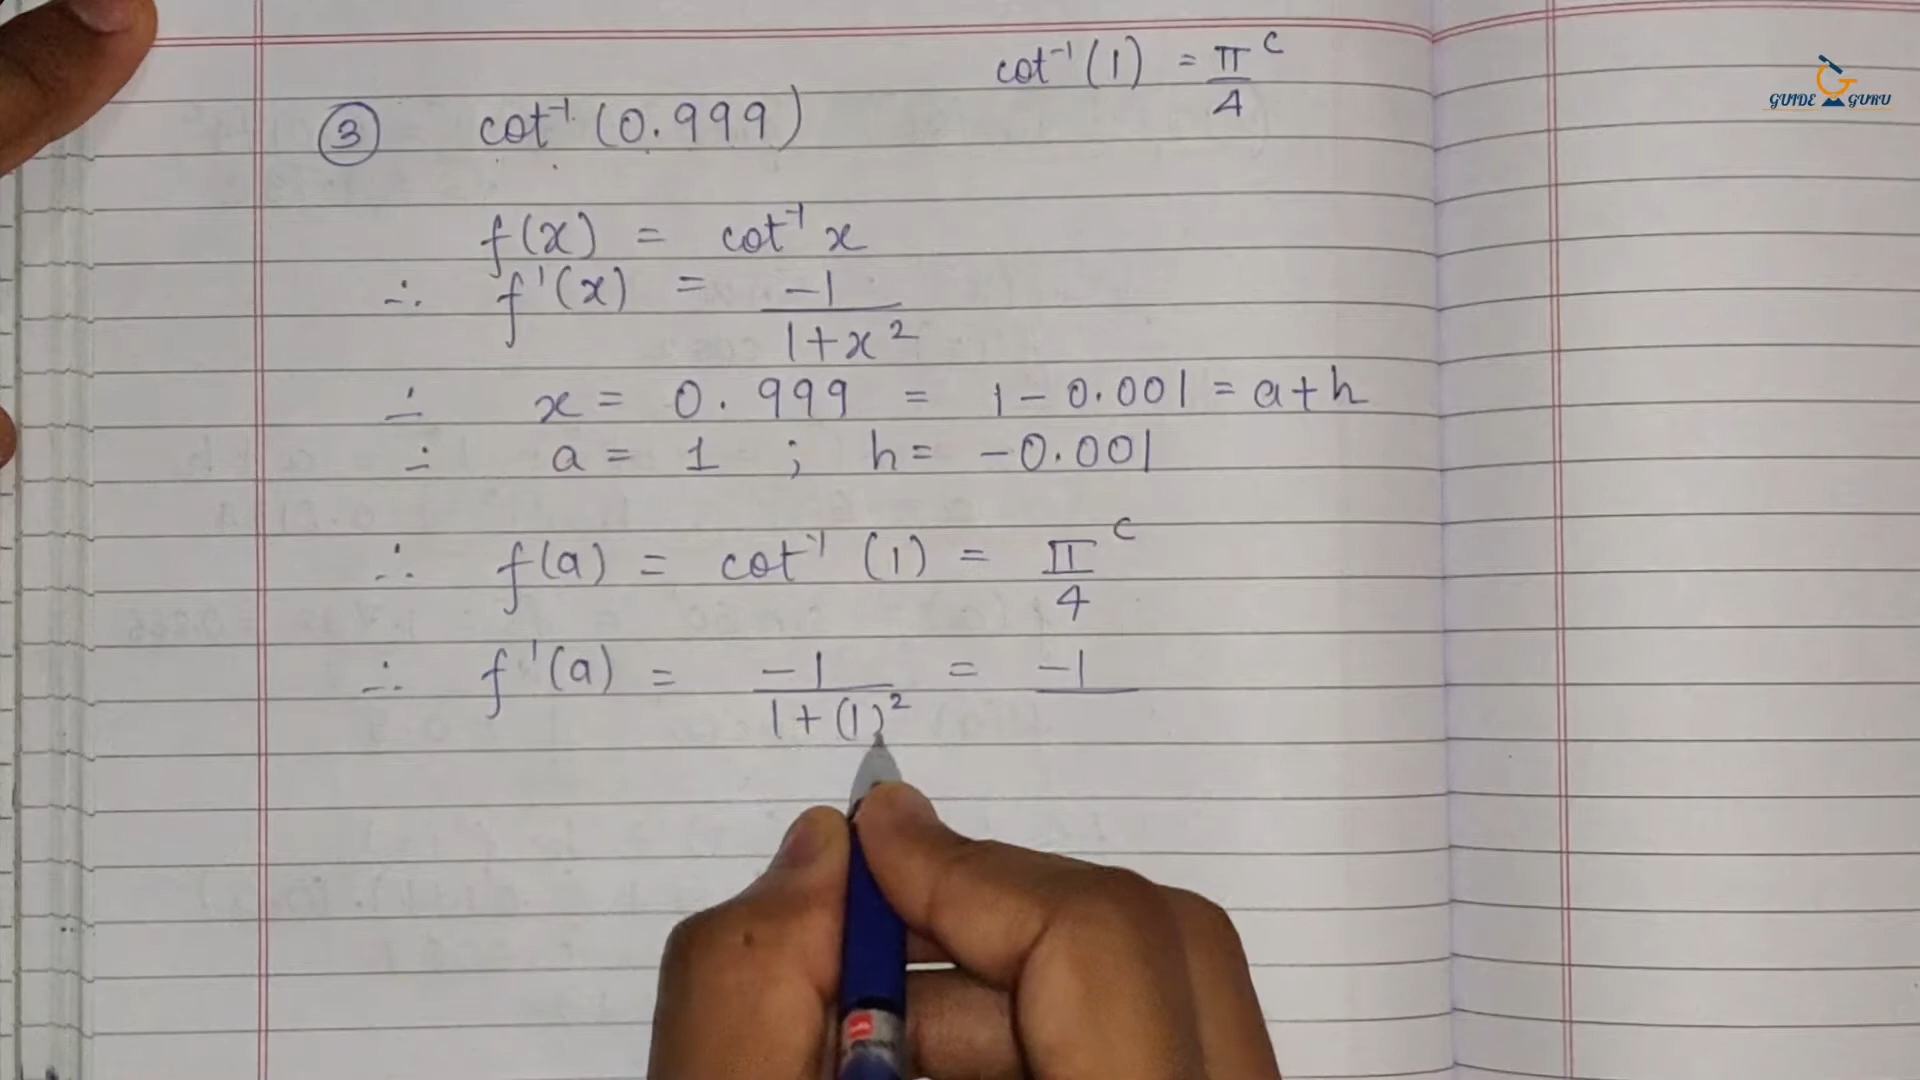 cot⁻¹(1) = π/4 ᶜ
GUIDE GURU
③ cot⁻¹(0.999)
f(x) = cot⁻¹ x
∴ f'(x) = -1/(1+x²)
∴ x = 0.999 = 1 - 0.001 = a+h
∴ a = 1 ; h = -0.001
∴ f(a) = cot⁻¹ (1) = π/4 ᶜ
∴ f'(a) = -1/(1+(1)²) = -1/